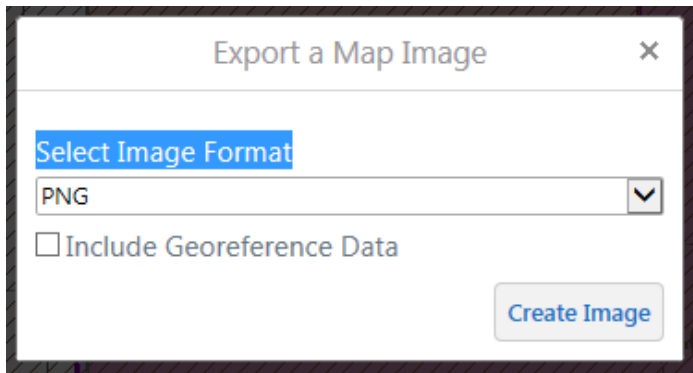 Export a Map Image ×
Select Image Format
PNG
Include Georeference Data
Create Image